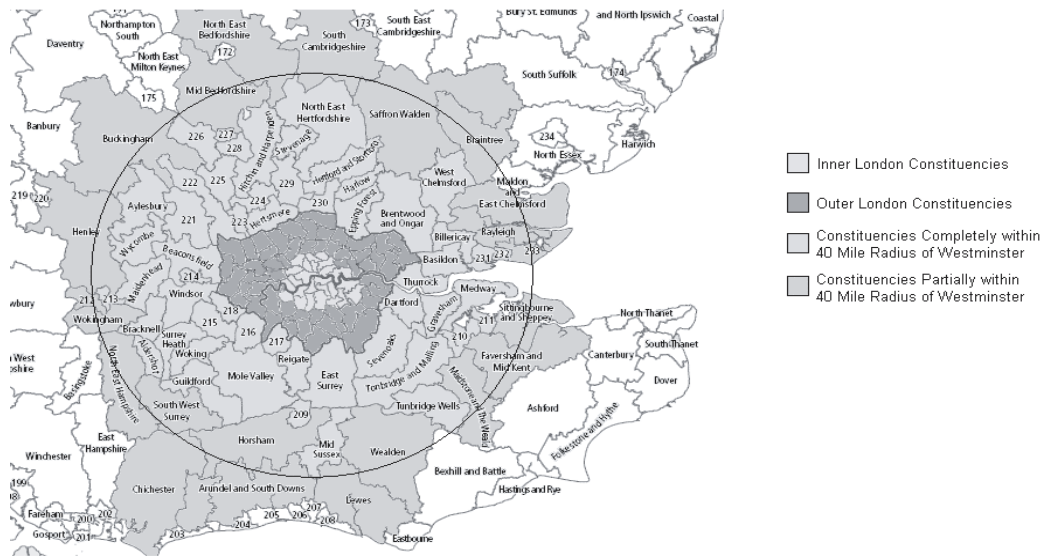 Northampton
South
North East
Bedfordshire
South
Cambridgeshire
173
South East
Cambridgeshire
Bury St. Edmunds
and North Ipswich
Coastal
Daventry
North East
Milton Keynes
172
South Suffolk
174
175
Mid Bedfordshire
North East
Hertfordshire
Saffron Walden
Banbury
Buckingham
226
227
228
Hitchin and Harpenden
Stevenage
Braintree
234
North Essex
Harwich
Hertford and Stortford
219
220
222
225
229
Harlow
West
Chelmsford
Maldon
and
East Chelmsford
Aylesbury
221
224
223
Hertsmere
230
Epping Forest
Brentwood
and Ongar
Henley
Wycombe
Beaconsfield
Billericay
Rayleigh
Basildon
231
232
233
Maidenhead
214
Thurrock
212
213
Windsor
Dartford
Medway
Wokingham
218
Gravesham
Sittingbourne
and Sheppey
Bracknell
215
216
211
210
North Thanet
Surrey
Heath
217
Sevenoaks
South Thanet
Aldershot
Woking
Reigate
Faversham and
Mid Kent
Canterbury
North East Hampshire
Guildford
Mole Valley
East
Surrey
Tonbridge and Malling
Dover
Basingstoke
South West
Surrey
209
Tunbridge Wells
Maidstone and The Weald
Ashford
Folkestone and Hythe
East
Hampshire
Horsham
Mid
Sussex
Wealden
Winchester
Bexhill and Battle
Chichester
Arundel and South Downs
Lewes
Hastings and Rye
199
Fareham
200
202
Gosport
201
203
204
205
206
207
208
Eastbourne
Inner London Constituencies
Outer London Constituencies
Constituencies Completely within
40 Mile Radius of Westminster
Constituencies Partially within
40 Mile Radius of Westminster